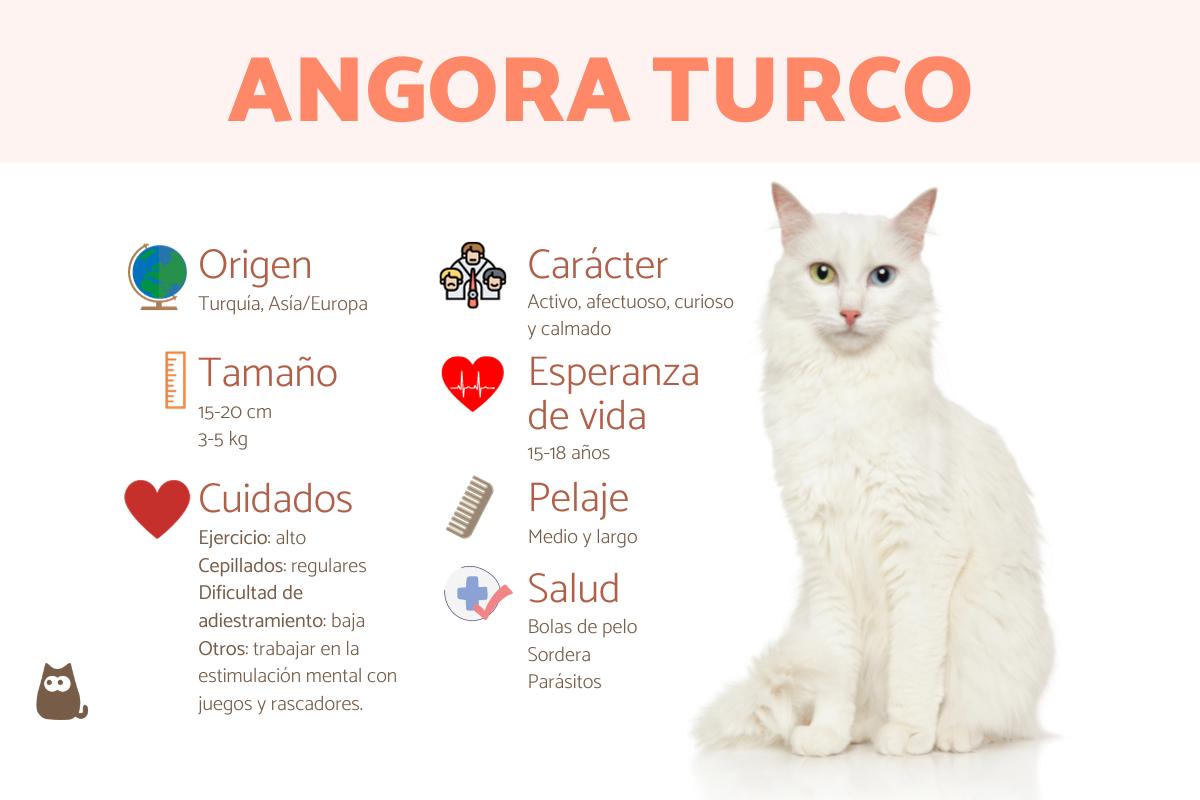 ANGORA TURCO
Origen
Turquía, Asía/Europa
Tamaño
15-20 cm
3-5 kg
Cuidados
Ejercicio: alto
Cepillados: regulares
Dificultad de
adiestramiento: baja
Otros: trabajar en la
estimulación mental con
juegos y rascadores.
Carácter
Activo, afectuoso, curioso
y calmado
Esperanza
de vida
15-18 años
Pelaje
Medio y largo
Salud
Bolas de pelo
Sordera
Parásitos